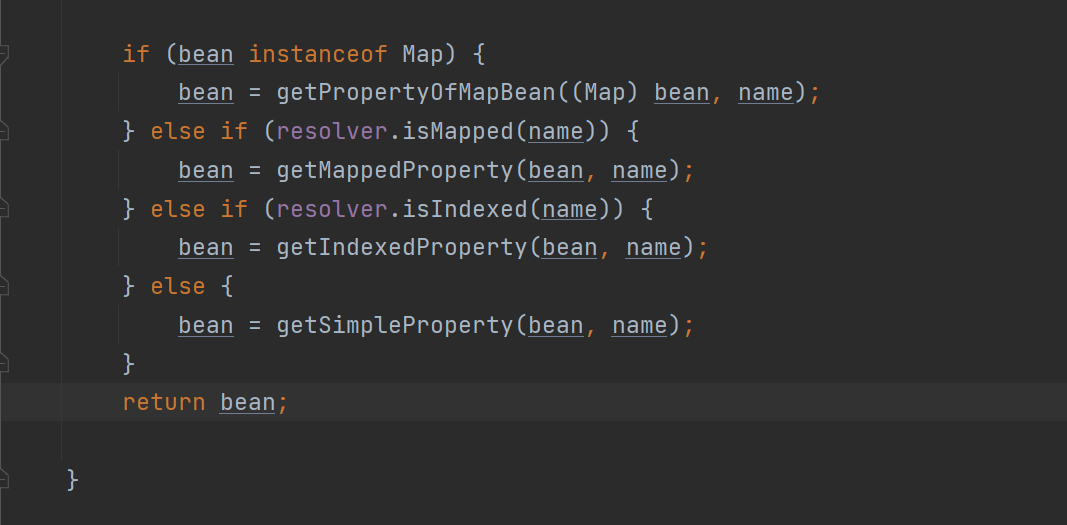 if (bean instanceof Map) {
bean = getPropertyOfMapBean((Map) bean, name);
} else if (resolver.isMapped(name)) {
bean = getMappedProperty(bean, name);
} else if (resolver.isIndexed(name)) {
bean = getIndexedProperty(bean, name);
} else {
bean = getSimpleProperty(bean, name);
}
return bean;
}